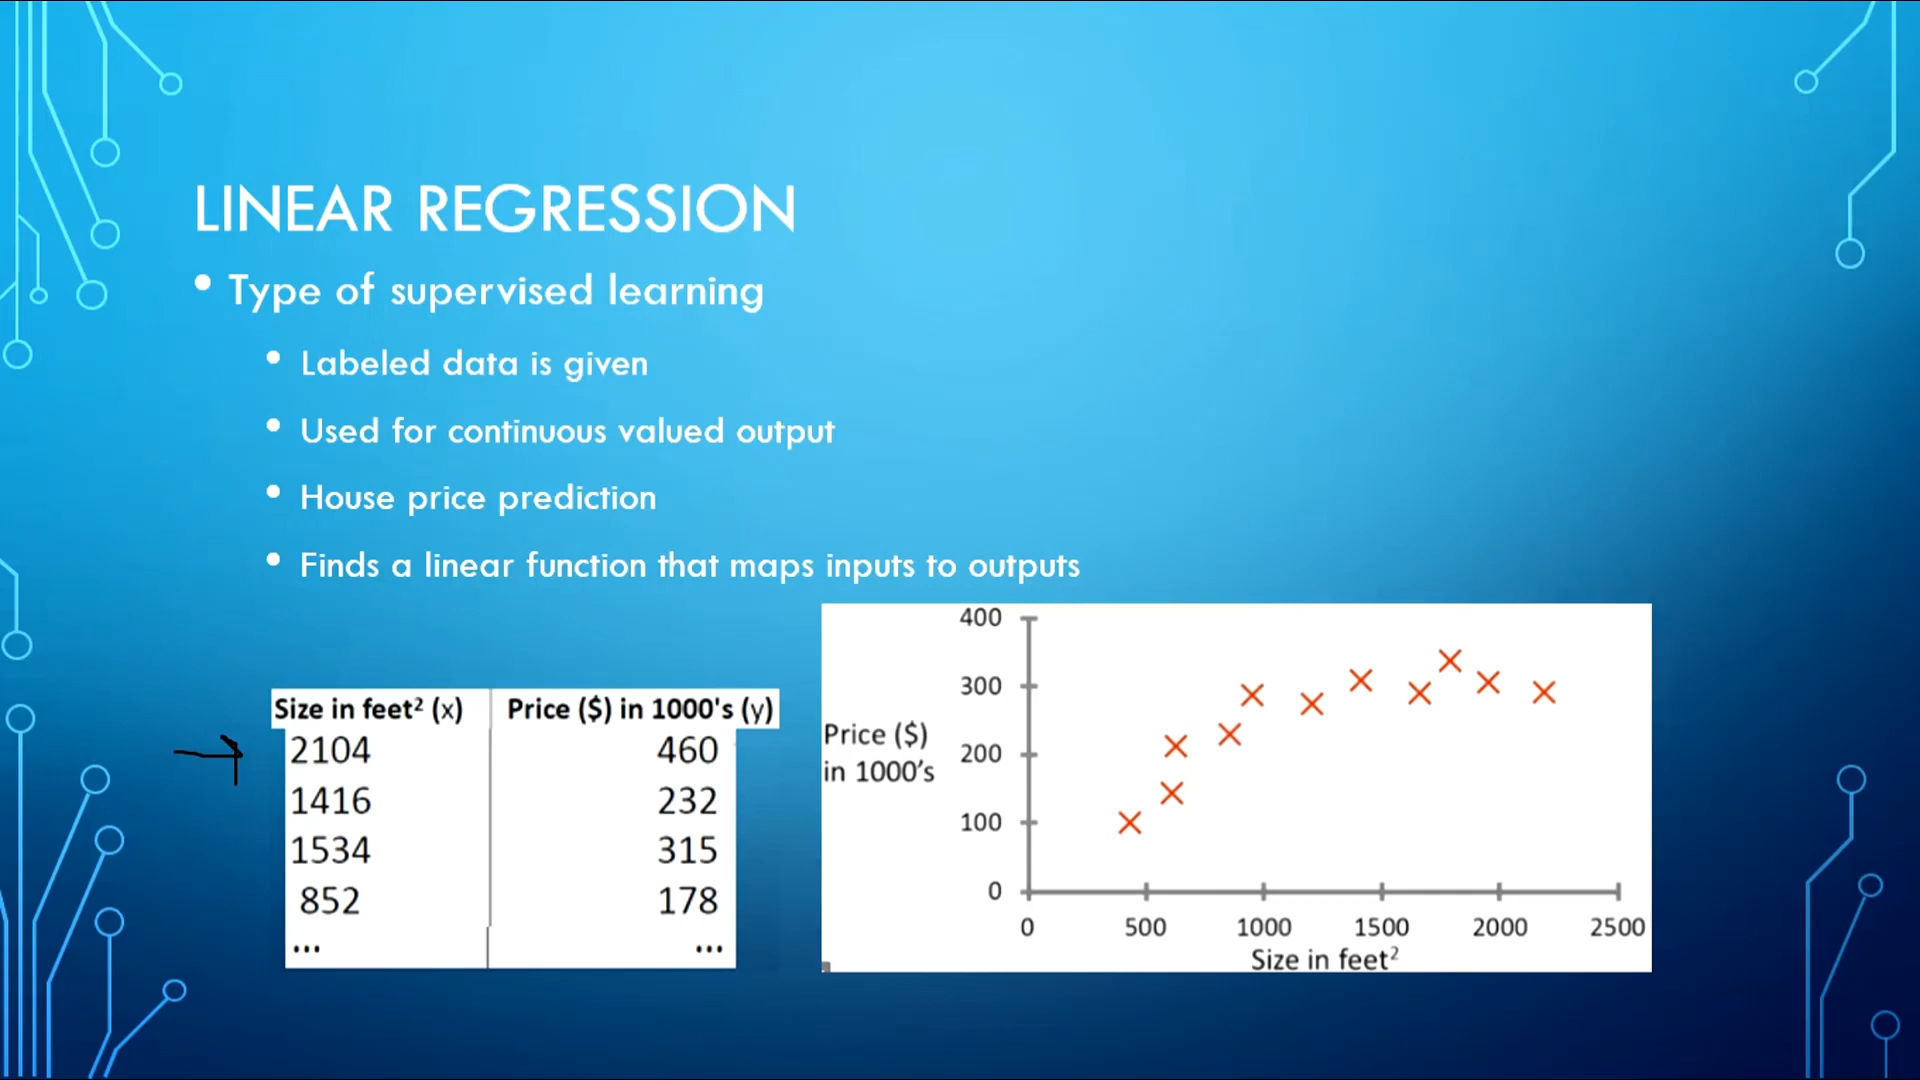 LINEAR REGRESSION
• Type of supervised learning
• Labeled data is given
• Used for continuous valued output
• House price prediction
• Finds a linear function that maps inputs to outputs
Size in feet² (x) Price ($) in 1000's (y)
2104 460
1416 232
1534 315
852 178
... ...
400
300
Price ($)
in 1000’s
200
100
0
0 500 1000 1500 2000 2500
Size in feet²